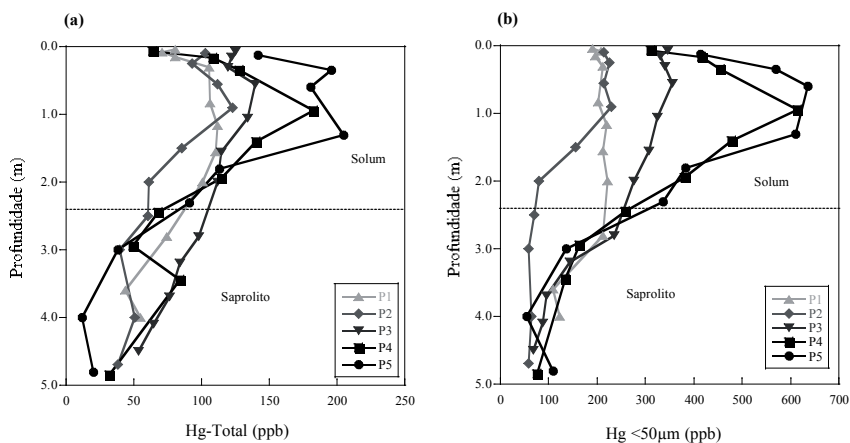 (a)
0.0
1.0
2.0
3.0
4.0
5.0
Profundidade (m)
Solum
Saprolito
P1
P2
P3
P4
P5
0 50 100 150 200 250
Hg-Total (ppb)
(b)
0.0
1.0
2.0
3.0
4.0
5.0
Profundidade (m)
Solum
Saprolito
P1
P2
P3
P4
P5
0 100 200 300 400 500 600 700
Hg <50μm (ppb)